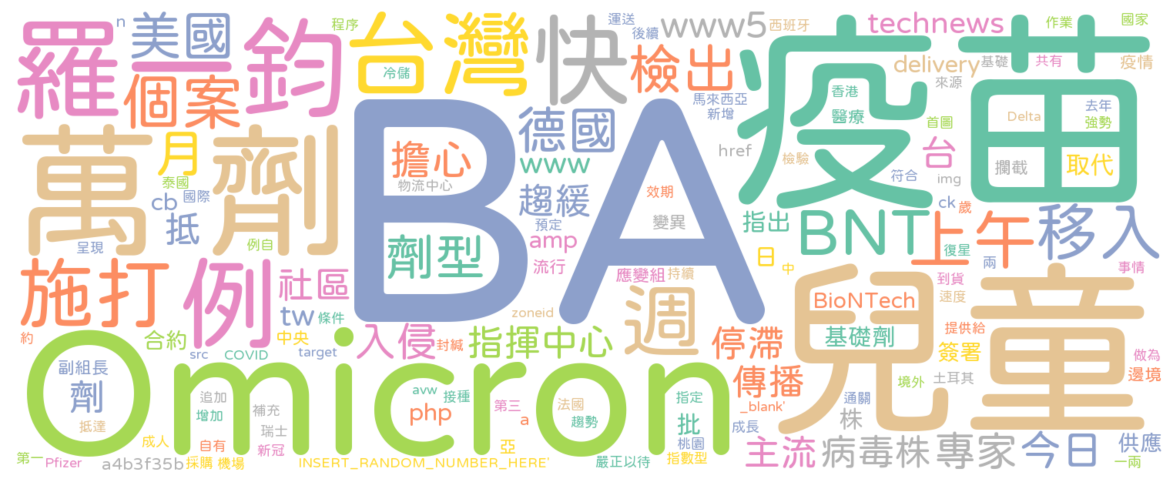 n
美國
程序
台灣
快
運送
後續
www5
西班牙
technews
作業
國家
羅一鈞
個案
冷儲
檢出
delivery
基礎
共有
疫情
來源
疫苗
馬來西亞
新增
香港
醫療
Delta
去年
強勢
首圖
萬劑
月
擔心
德國
www
href
檢驗
台
img
攔截
取代
泰國
國際
cb
抵
物流中心
趨緩
效期
符合
ck
歲
呈現
例自
BA
劑型
預定
amp
變異
指出
BNT
上午
移入
復星
兩
流行
日
中
施打
例
社區
應變組
持續
到貨
速度
事情
tw
條件
zoneid
週
BioNTech
兒童
約
合約
中央
入侵
封緘
指揮中心
停滯
基礎劑
提供給
簽署
做為
src
COVID
target
副組長
劑
Omicron
傳播
境外
土耳其
邊境
抵達
追加
增加
補充
avw
接種
php
第三
a
法國
趨勢
指定
批
_blank'
成長
通關
株
成人
自有
瑞士
新冠
亞
桃園
主流
病毒株
專家
今日
供應
第一
Pfizer
a4b3f35b
採購
機場
INSERT_RANDOM_NUMBER_HERE'
嚴正以待
指數型
一兩